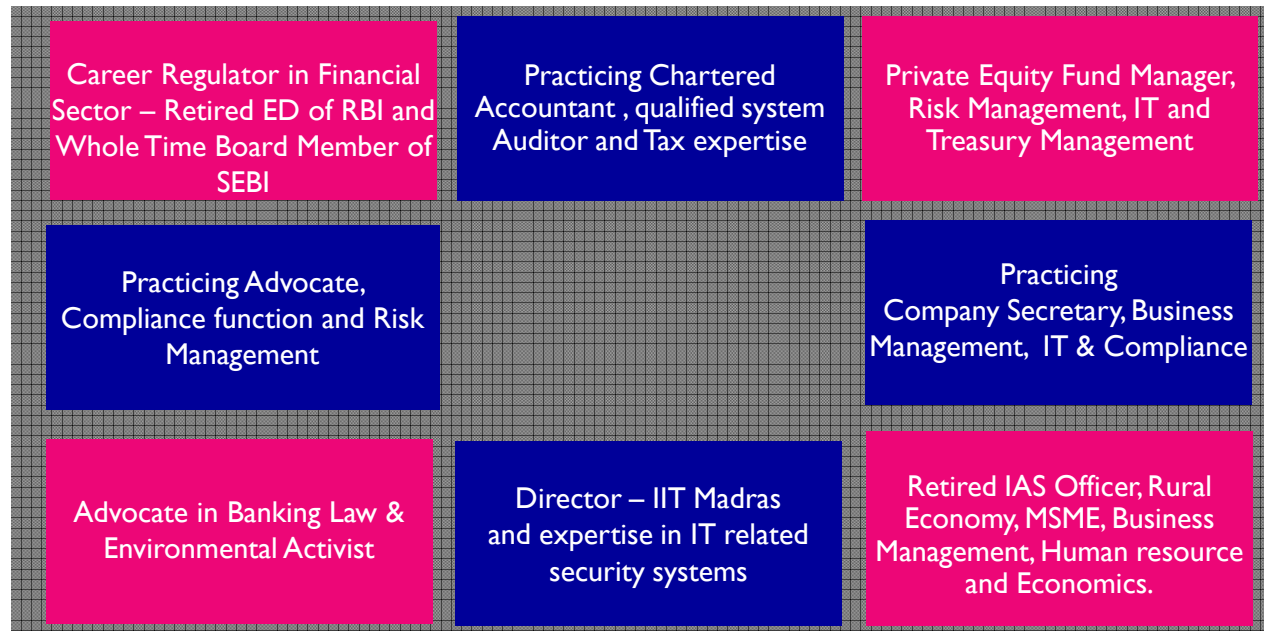 Career Regulator in Financial
Sector – Retired ED of RBI and
Whole Time Board Member of
SEBI
Practicing Chartered
Accountant , qualified system
Auditor and Tax expertise
Private Equity Fund Manager,
Risk Management, IT and
Treasury Management
Practicing Advocate,
Compliance function and Risk
Management
Practicing
Company Secretary, Business
Management, IT & Compliance
Advocate in Banking Law &
Environmental Activist
Director – IIT Madras
and expertise in IT related
security systems
Retired IAS Officer, Rural
Economy, MSME, Business
Management, Human resource
and Economics.